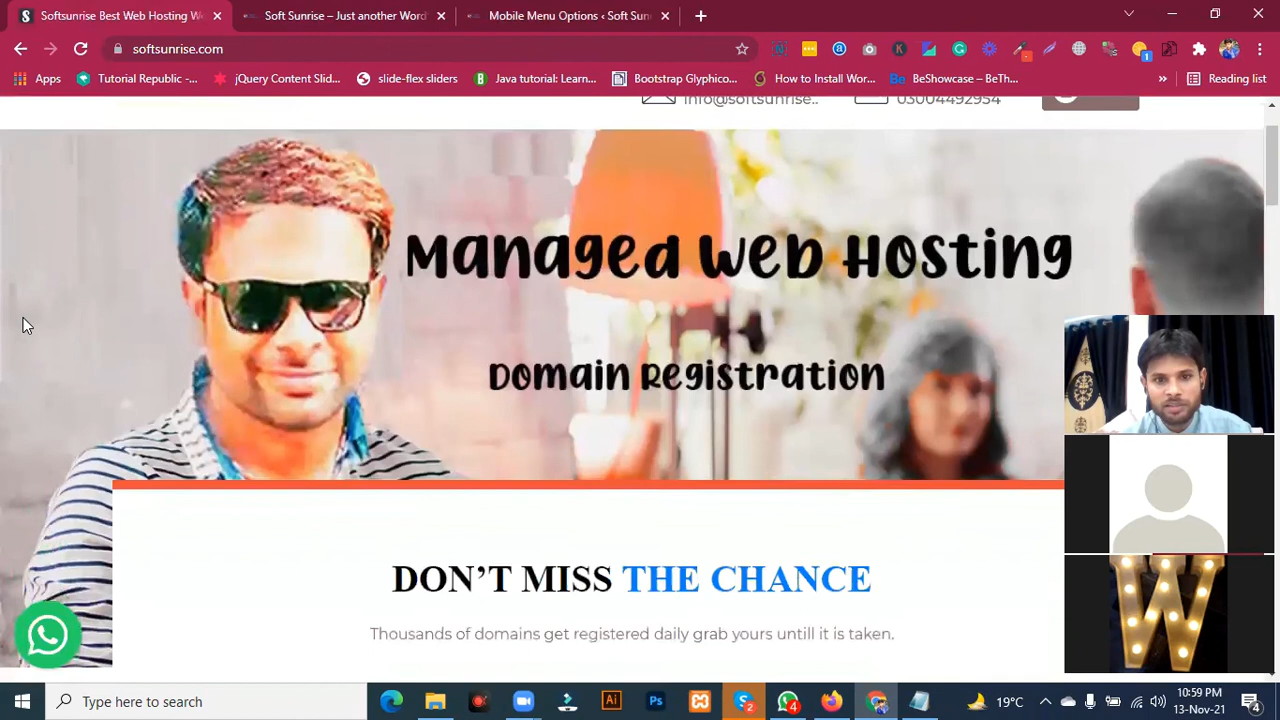 Softsunrise Best Web Hosting W
Soft Sunrise – Just another Word
Mobile Menu Options ‹ Soft Sun
softsunrise.com
Apps
Tutorial Republic -...
jQuery Content Slid...
slide-flex sliders
Java tutorial: Learn...
Bootstrap Glyphico...
How to Install Wor...
BeShowcase – (BeTh...
Reading list
info@softsunrise..
03004492954
Managed Web Hosting
Domain Registration
DON'T MISS THE CHANCE
Thousands of domains get registered daily grab yours untill it is taken.
W
Type here to search
19°C
10:59 PM
13-Nov-21